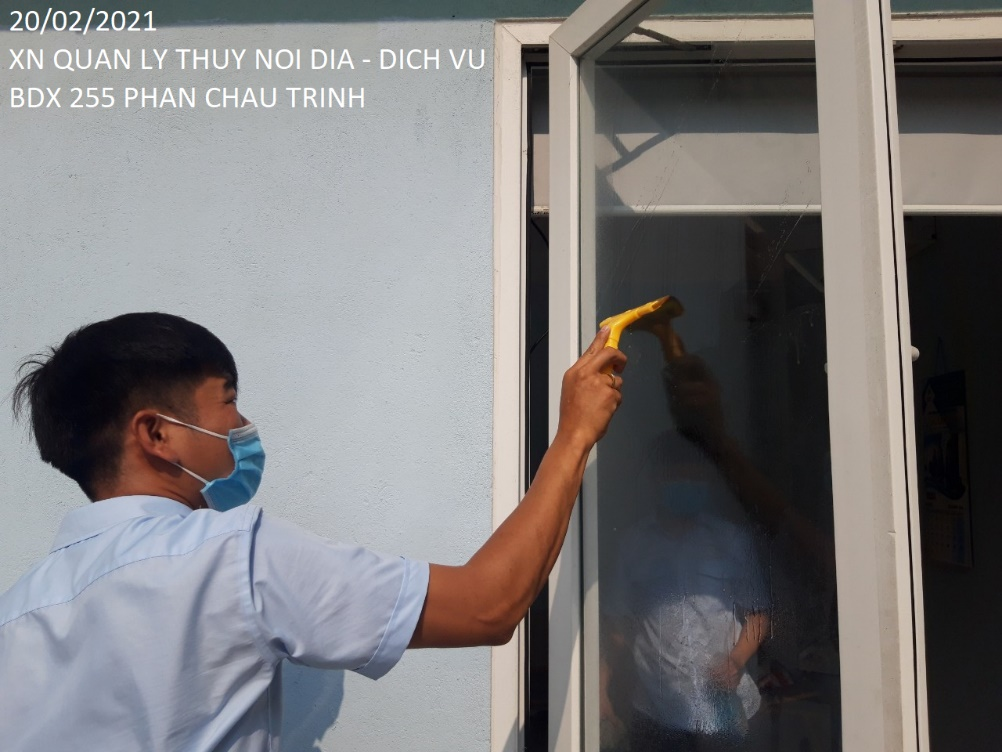 20/02/2021
XN QUAN LY THUY NOI DIA - DICH VU
BDX 255 PHAN CHAU TRINH